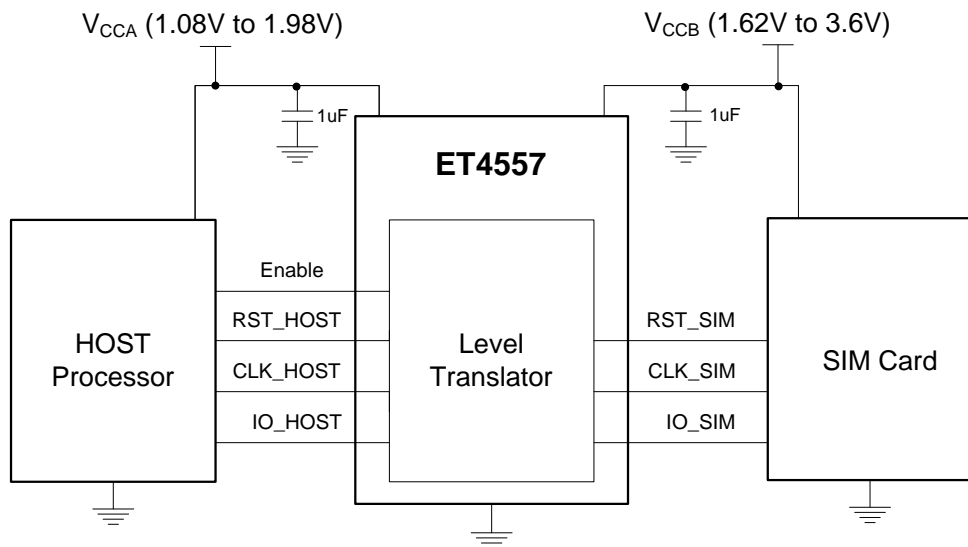 VCCA (1.08V to 1.98V)
VCCB (1.62V to 3.6V)
1uF
1uF
ET4557
Enable
RST_HOST
CLK_HOST
IO_HOST
HOST
Processor
Level
Translator
RST_SIM
CLK_SIM
IO_SIM
SIM Card